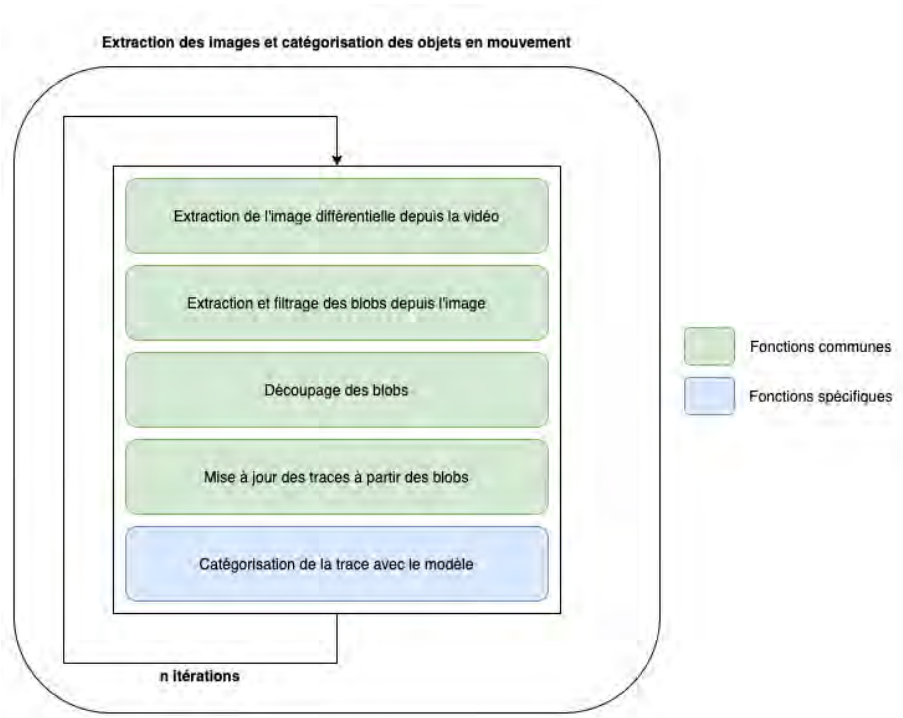 Extraction des images et catégorisation des objets en mouvement
Extraction de l'image différentielle depuis la vidéo
Extraction et filtrage des blobs depuis l'image
Découpage des blobs
Mise à jour des traces à partir des blobs
Catégorisation de la trace avec le modèle
n itérations
Fonctions communes
Fonctions spécifiques